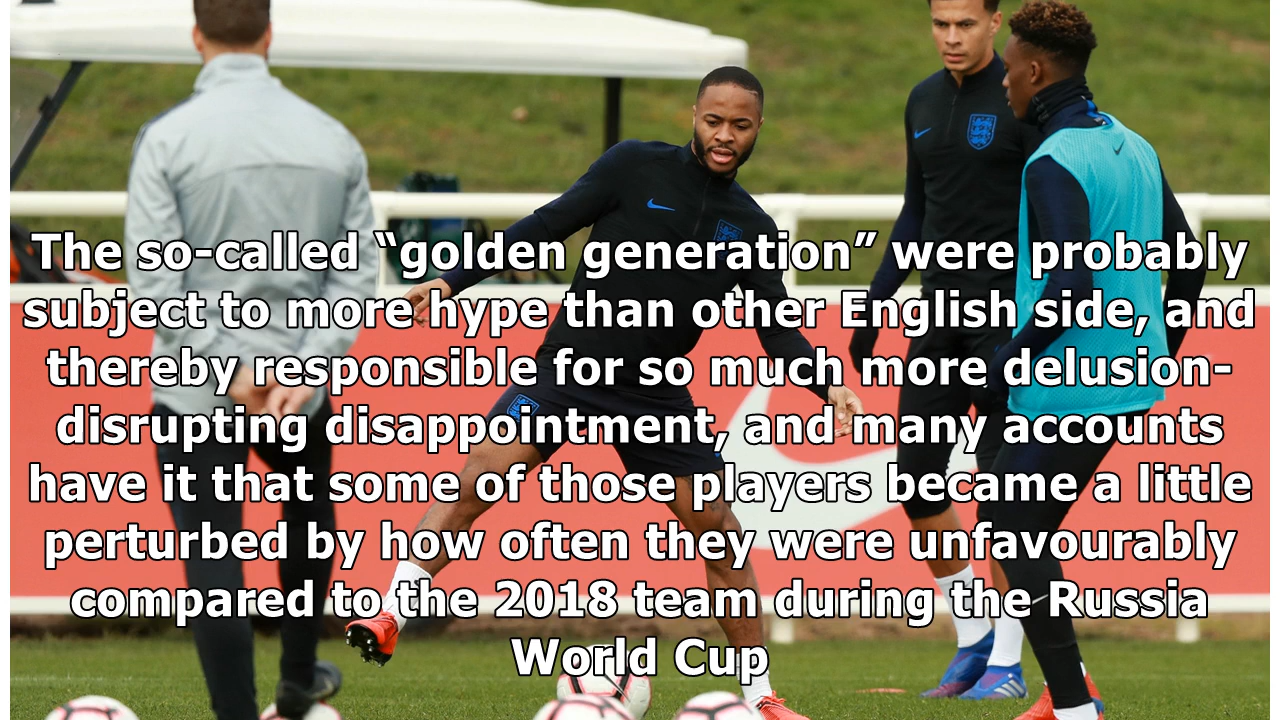 The so-called “golden generation” were probably
subject to more hype than other English side, and
thereby responsible for so much more delusion-
disrupting disappointment, and many accounts
have it that some of those players became a little
perturbed by how often they were unfavourably
compared to the 2018 team during the Russia
World Cup